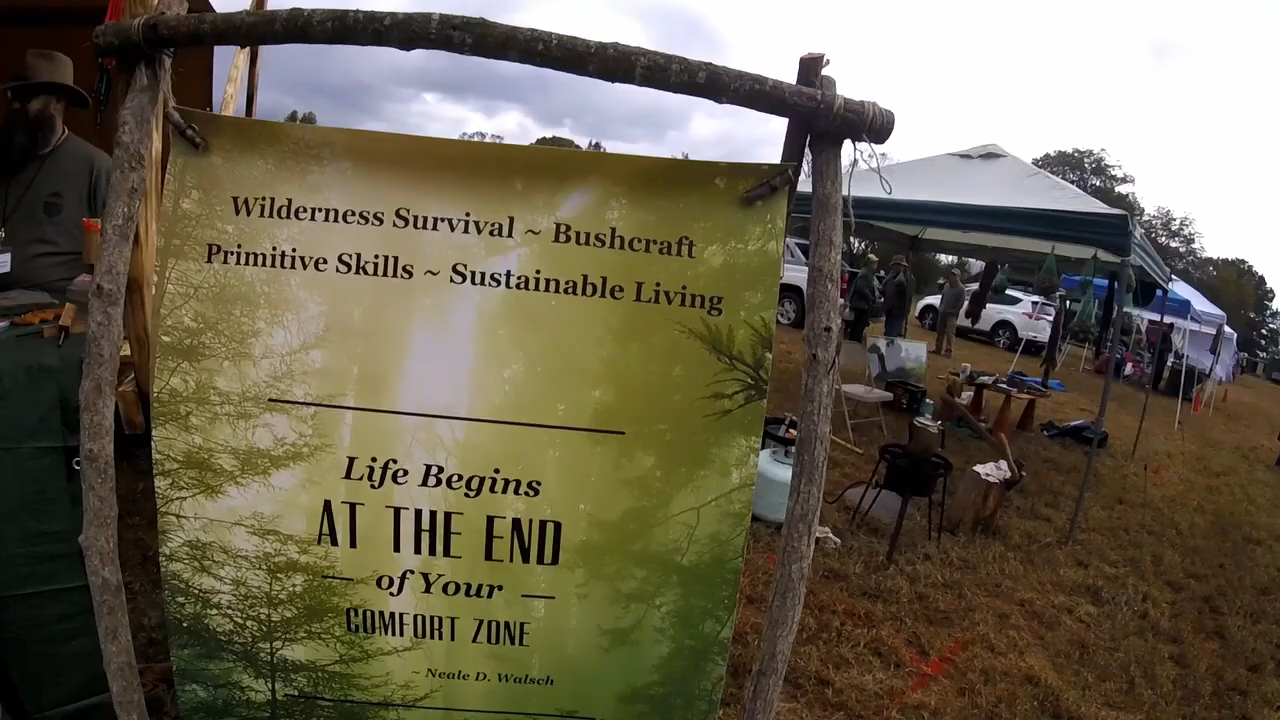 Wilderness Survival ~ Bushcraft
Primitive Skills ~ Sustainable Living
Life Begins
AT THE END
of Your
COMFORT ZONE
~ Neale D. Walsch